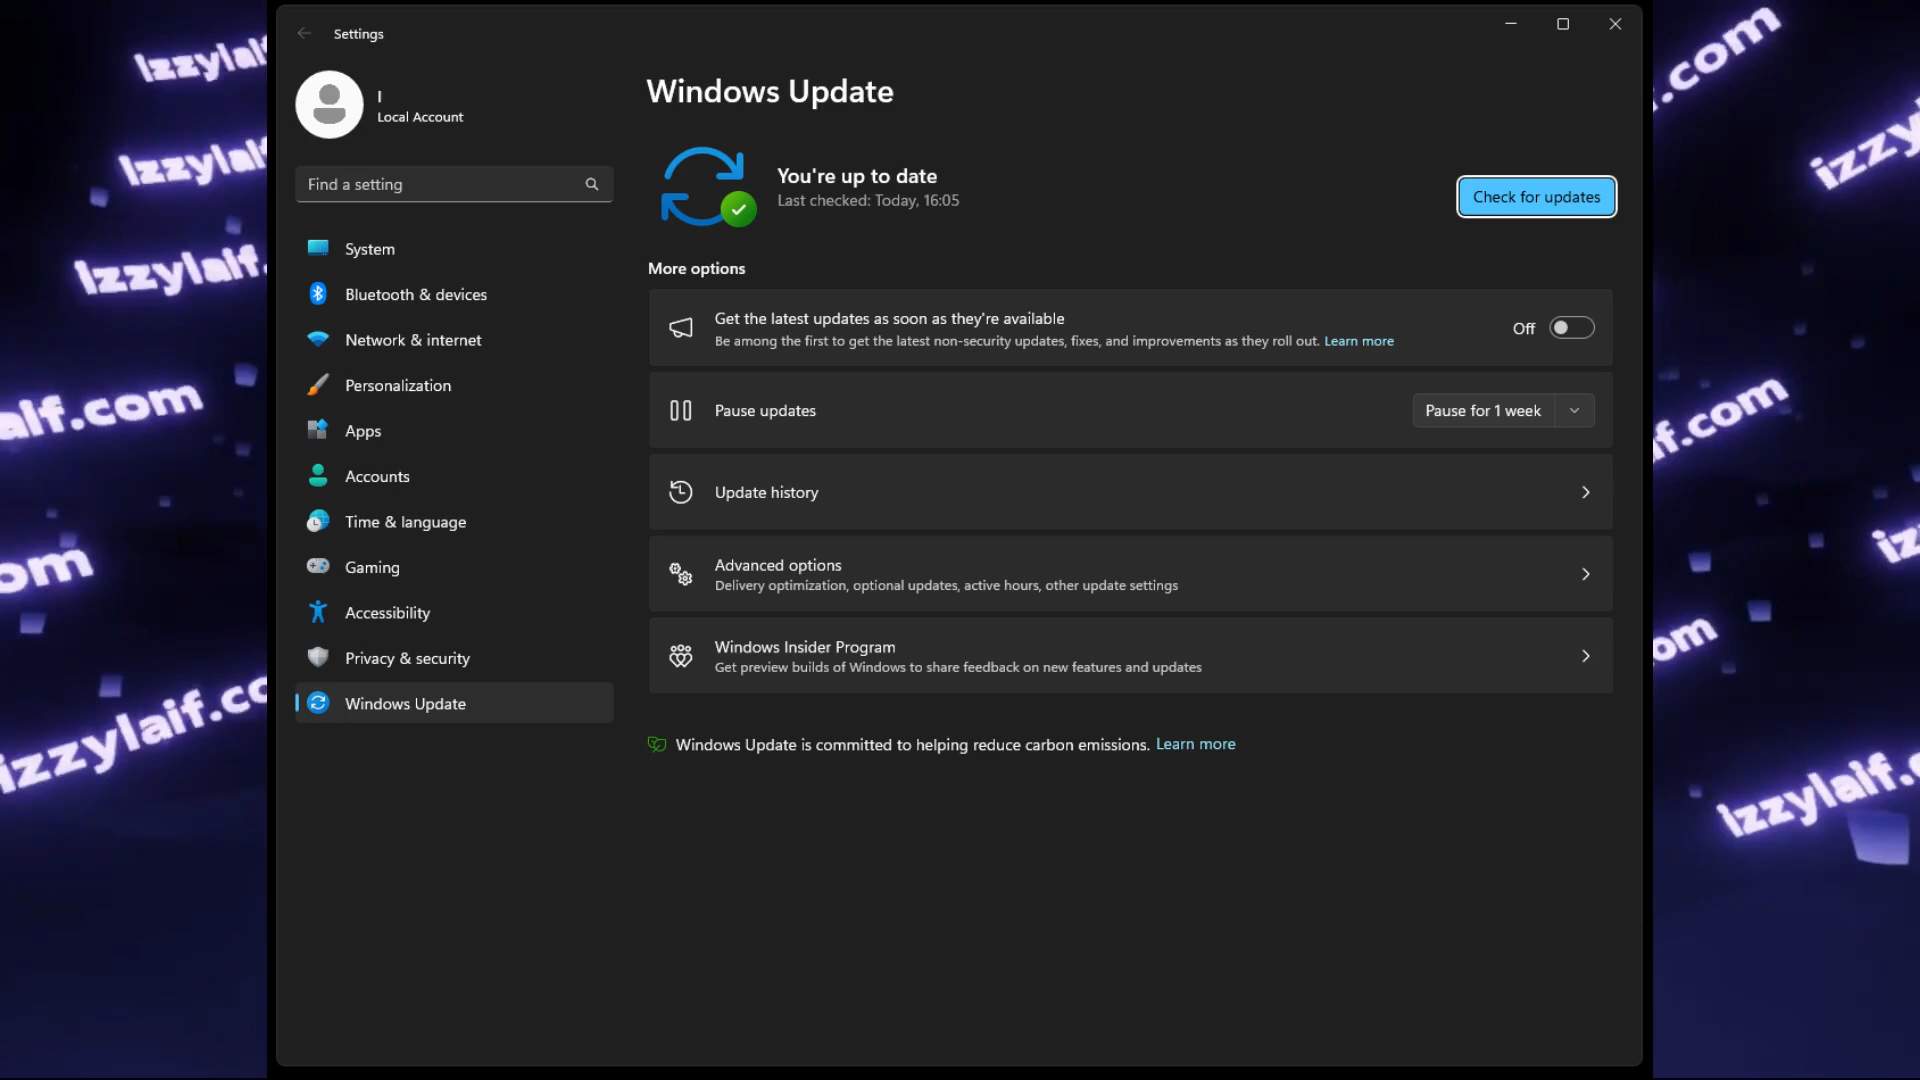 Settings
I
Local Account
Find a setting
System
Bluetooth & devices
Network & internet
Personalization
Apps
Accounts
Time & language
Gaming
Accessibility
Privacy & security
Windows Update
Windows Update
You're up to date
Last checked: Today, 16:05
Check for updates
More options
Get the latest updates as soon as they're available
Be among the first to get the latest non-security updates, fixes, and improvements as they roll out. Learn more
Off
Pause updates
Pause for 1 week
Update history
Advanced options
Delivery optimization, optional updates, active hours, other update settings
Windows Insider Program
Get preview builds of Windows to share feedback on new features and updates
Windows Update is committed to helping reduce carbon emissions. Learn more
Izzylai
Izzylai
Izzylaif.
aif.com
om
izzylaif.co
.com
izzy
f.com
iz
om
izzylaif.